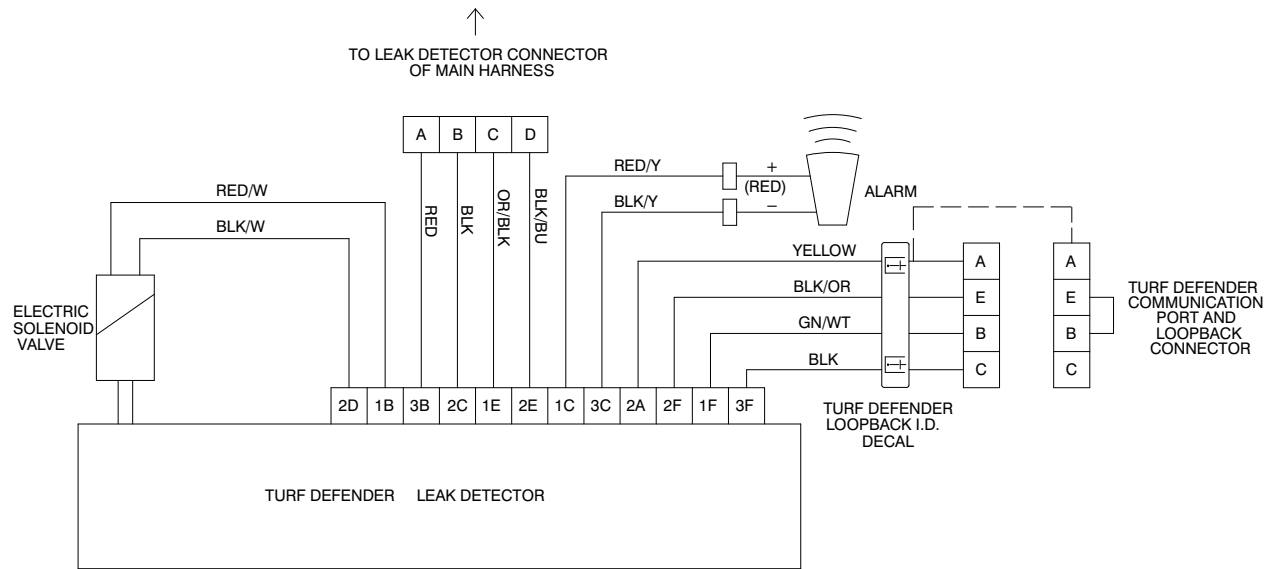 TO LEAK DETECTOR CONNECTOR
OF MAIN HARNESS
A B C D
RED/W
BLK/W
RED
BLK
OR/BLK
BLK/BU
RED/Y
+
(RED)
BLK/Y
−
ALARM
YELLOW
BLK/OR
GN/WT
BLK
A
E
B
C
A
E
B
C
TURF DEFENDER
COMMUNICATION
PORT AND
LOOPBACK
CONNECTOR
ELECTRIC
SOLENOID
VALVE
2D 1B 3B 2C 1E 2E 1C 3C 2A 2F 1F 3F
TURF DEFENDER
LOOPBACK I.D.
DECAL
TURF DEFENDER LEAK DETECTOR